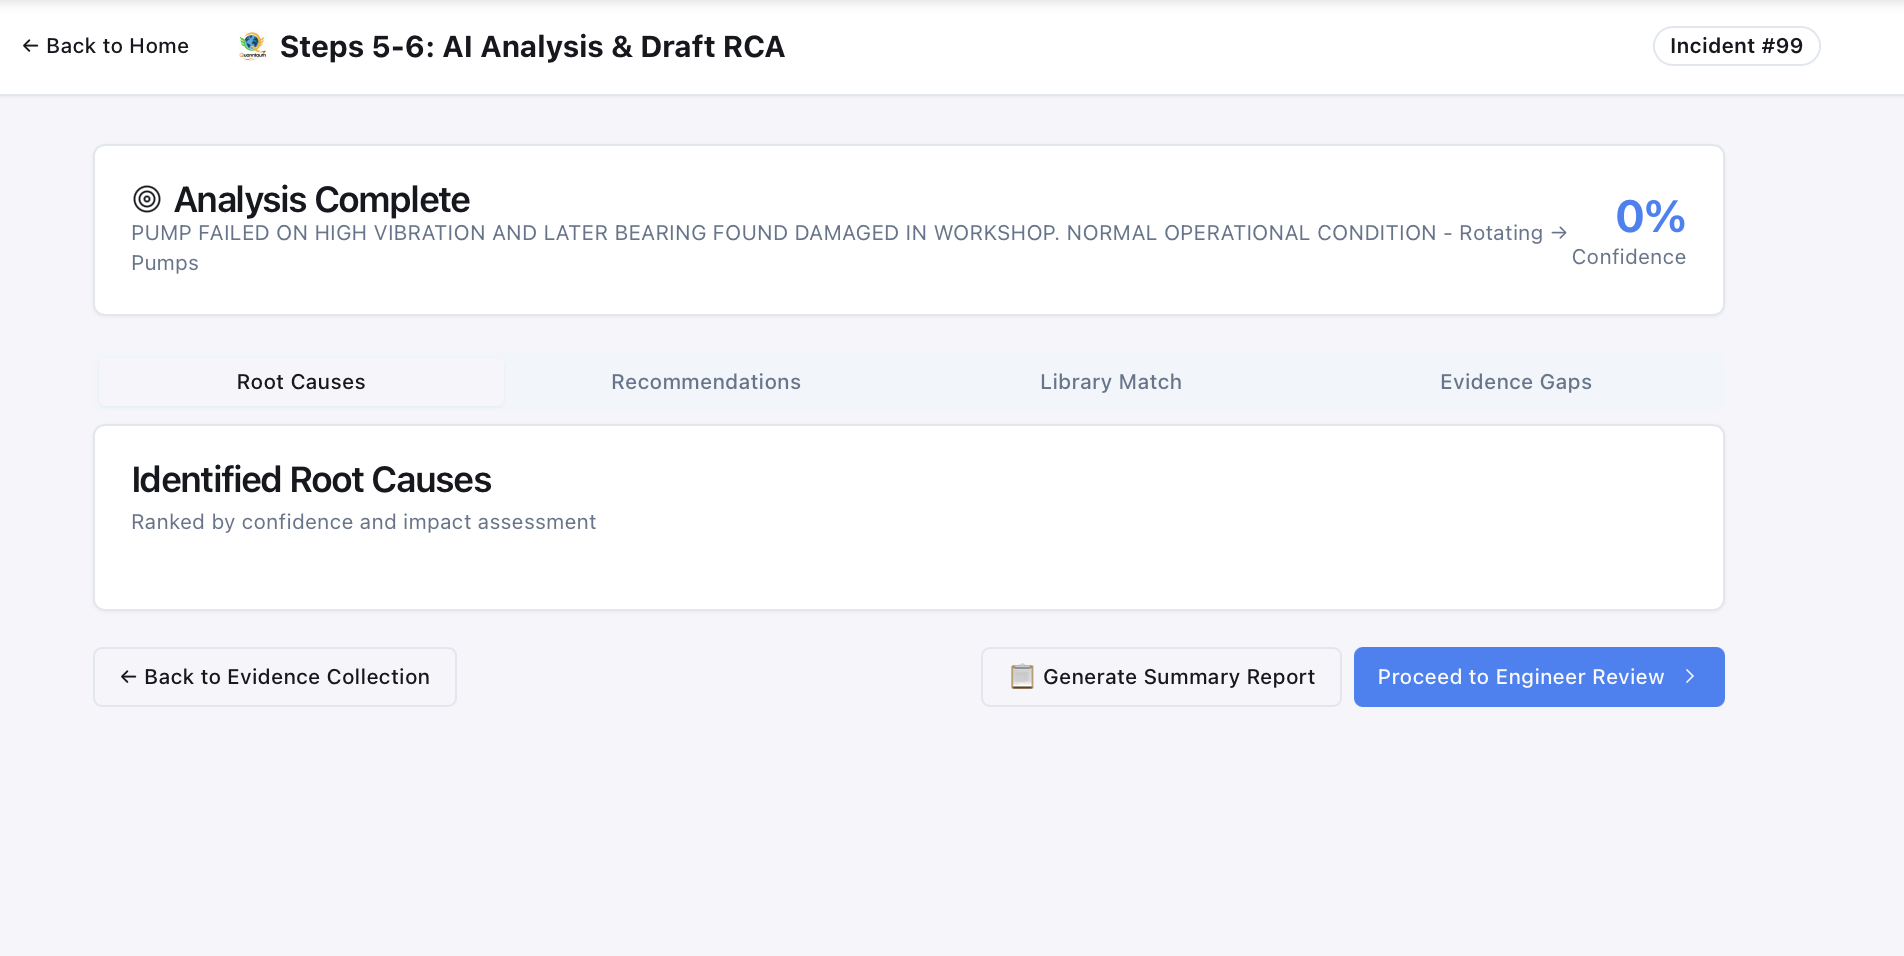 ← Back to Home
Steps 5-6: AI Analysis & Draft RCA
Incident #99
Analysis Complete
PUMP FAILED ON HIGH VIBRATION AND LATER BEARING FOUND DAMAGED IN WORKSHOP. NORMAL OPERATIONAL CONDITION - Rotating →
Pumps
0%
Confidence
Root Causes
Recommendations
Library Match
Evidence Gaps
Identified Root Causes
Ranked by confidence and impact assessment
← Back to Evidence Collection
Generate Summary Report
Proceed to Engineer Review >